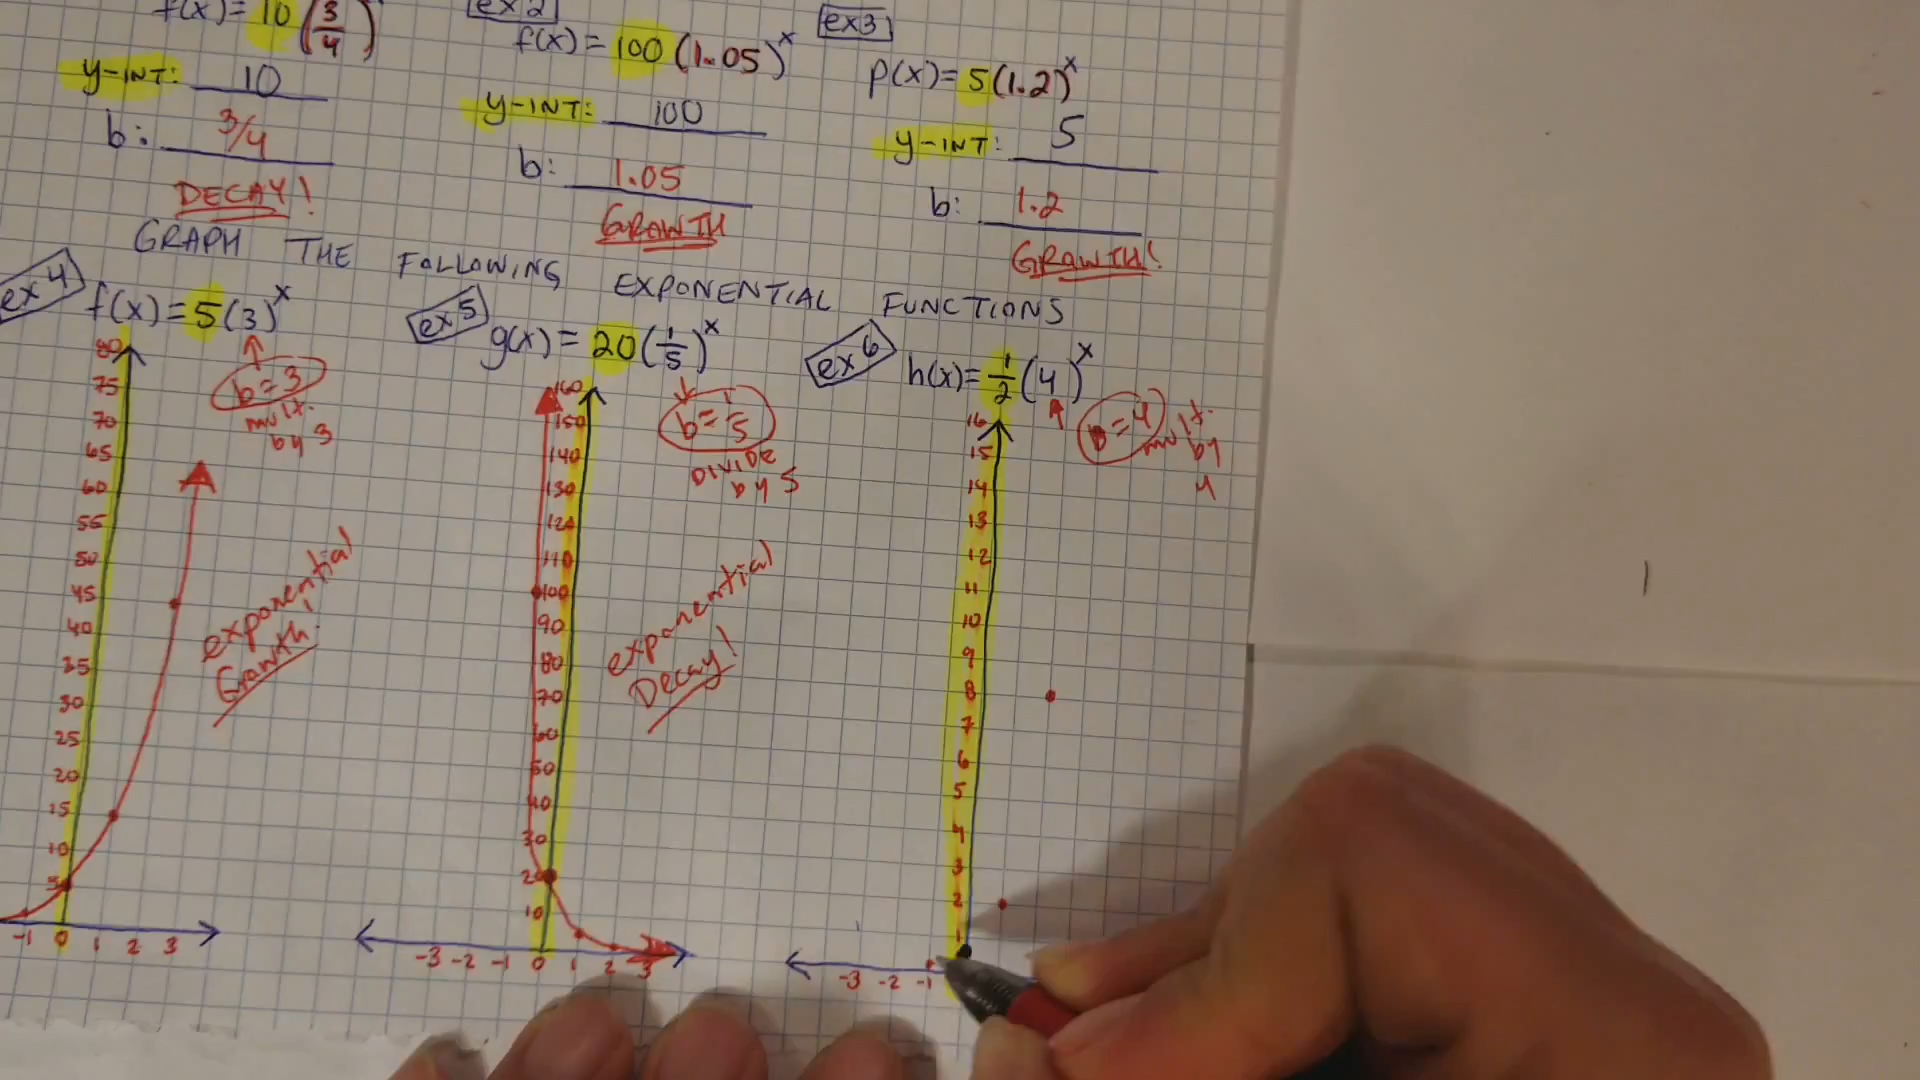 f(x) = 10(3/4)
y-INT: 10
b: 3/4
DECAY!
ex 2
f(x) = 100(1.05)^x
y-INT: 100
b: 1.05
GROWTH
ex 3
p(x) = 5(1.2)^x
y-INT: 5
b: 1.2
GROWTH!
GRAPH THE FOLLOWING EXPONENTIAL FUNCTIONS
ex 4
f(x) = 5(3)^x
b = 3
mult.
by 3
80
75
70
65
60
55
50
45
40
35
30
25
20
15
10
5
-1 0 1 2 3
exponential
Growth!
ex 5
g(x) = 20(1/5)^x
b = 1/5
DIVIDE
by 5
160
150
140
130
120
110
100
90
80
70
60
50
40
30
20
10
-3 -2 -1 0 1 2 3
exponential
Decay!
ex 6
h(x) = 1/2(4)^x
b = 4 mult.
by
4
16
15
14
13
12
11
10
9
8
7
6
5
4
3
2
1
-3 -2 -1